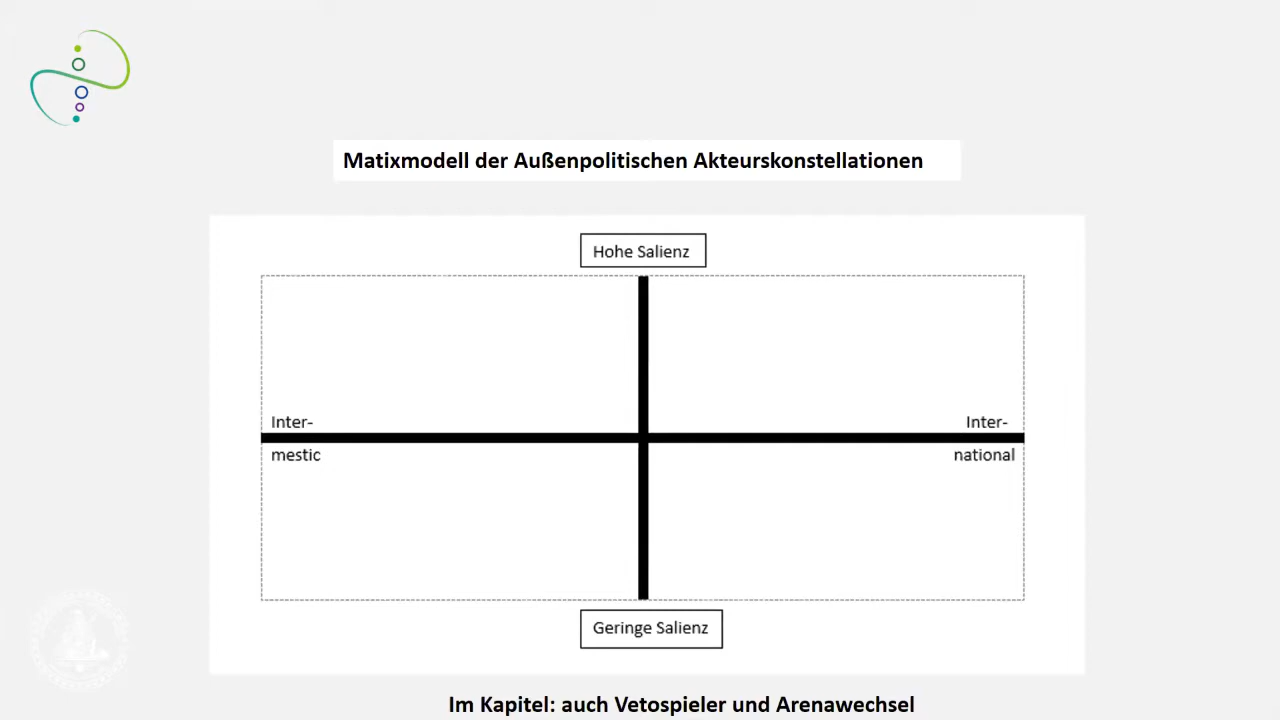 Matixmodell der Außenpolitischen Akteurskonstellationen
Hohe Salienz
Inter-
mestic
Inter-
national
Geringe Salienz
Im Kapitel: auch Vetospieler und Arenawechsel